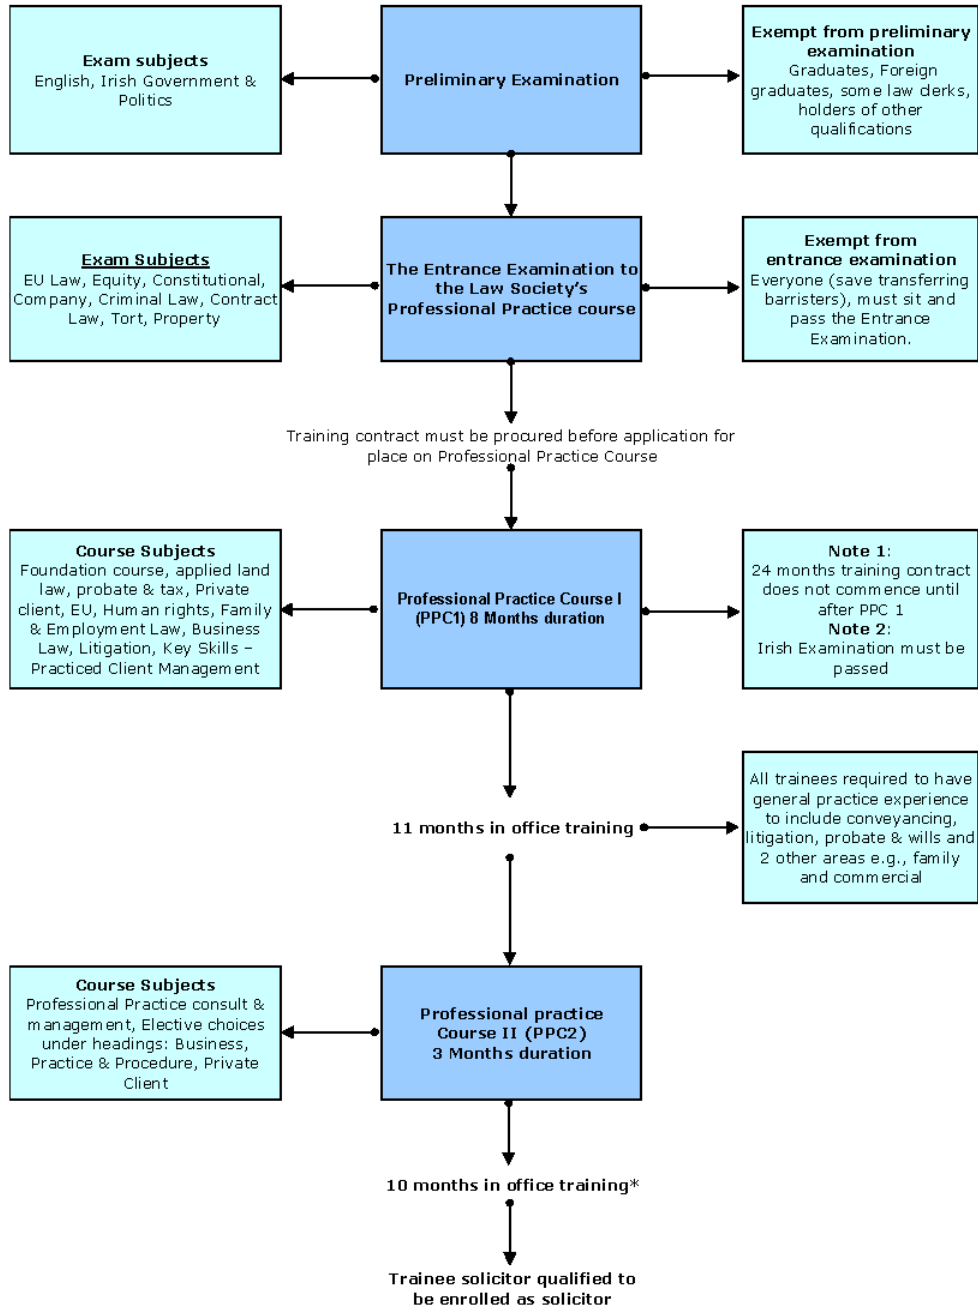 Exam subjects
English, Irish Government &
Politics
Preliminary Examination
Exempt from preliminary
examination
Graduates, Foreign
graduates, some law clerks,
holders of other
qualifications
Exam Subjects
EU Law, Equity, Constitutional,
Company, Criminal Law, Contract
Law, Tort, Property
The Entrance Examination to
the Law Society's
Professional Practice course
Exempt from
entrance examination
Everyone (save transferring
barristers), must sit and
pass the Entrance
Examination.
Training contract must be procured before application for
place on Professional Practice Course
Course Subjects
Foundation course, applied land
law, probate & tax, Private
client, EU, Human rights, Family
& Employment Law, Business
Law, Litigation, Key Skills –
Practiced Client Management
Professional Practice Course I
(PPC1) 8 Months duration
Note 1:
24 months training contract
does not commence until
after PPC 1
Note 2:
Irish Examination must be
passed
11 months in office training
All trainees required to have
general practice experience
to include conveyancing,
litigation, probate & wills and
2 other areas e.g., family
and commercial
Course Subjects
Professional Practice consult &
management, Elective choices
under headings: Business,
Practice & Procedure, Private
Client
Professional practice
Course II (PPC2)
3 Months duration
10 months in office training*
Trainee solicitor qualified to
be enrolled as solicitor